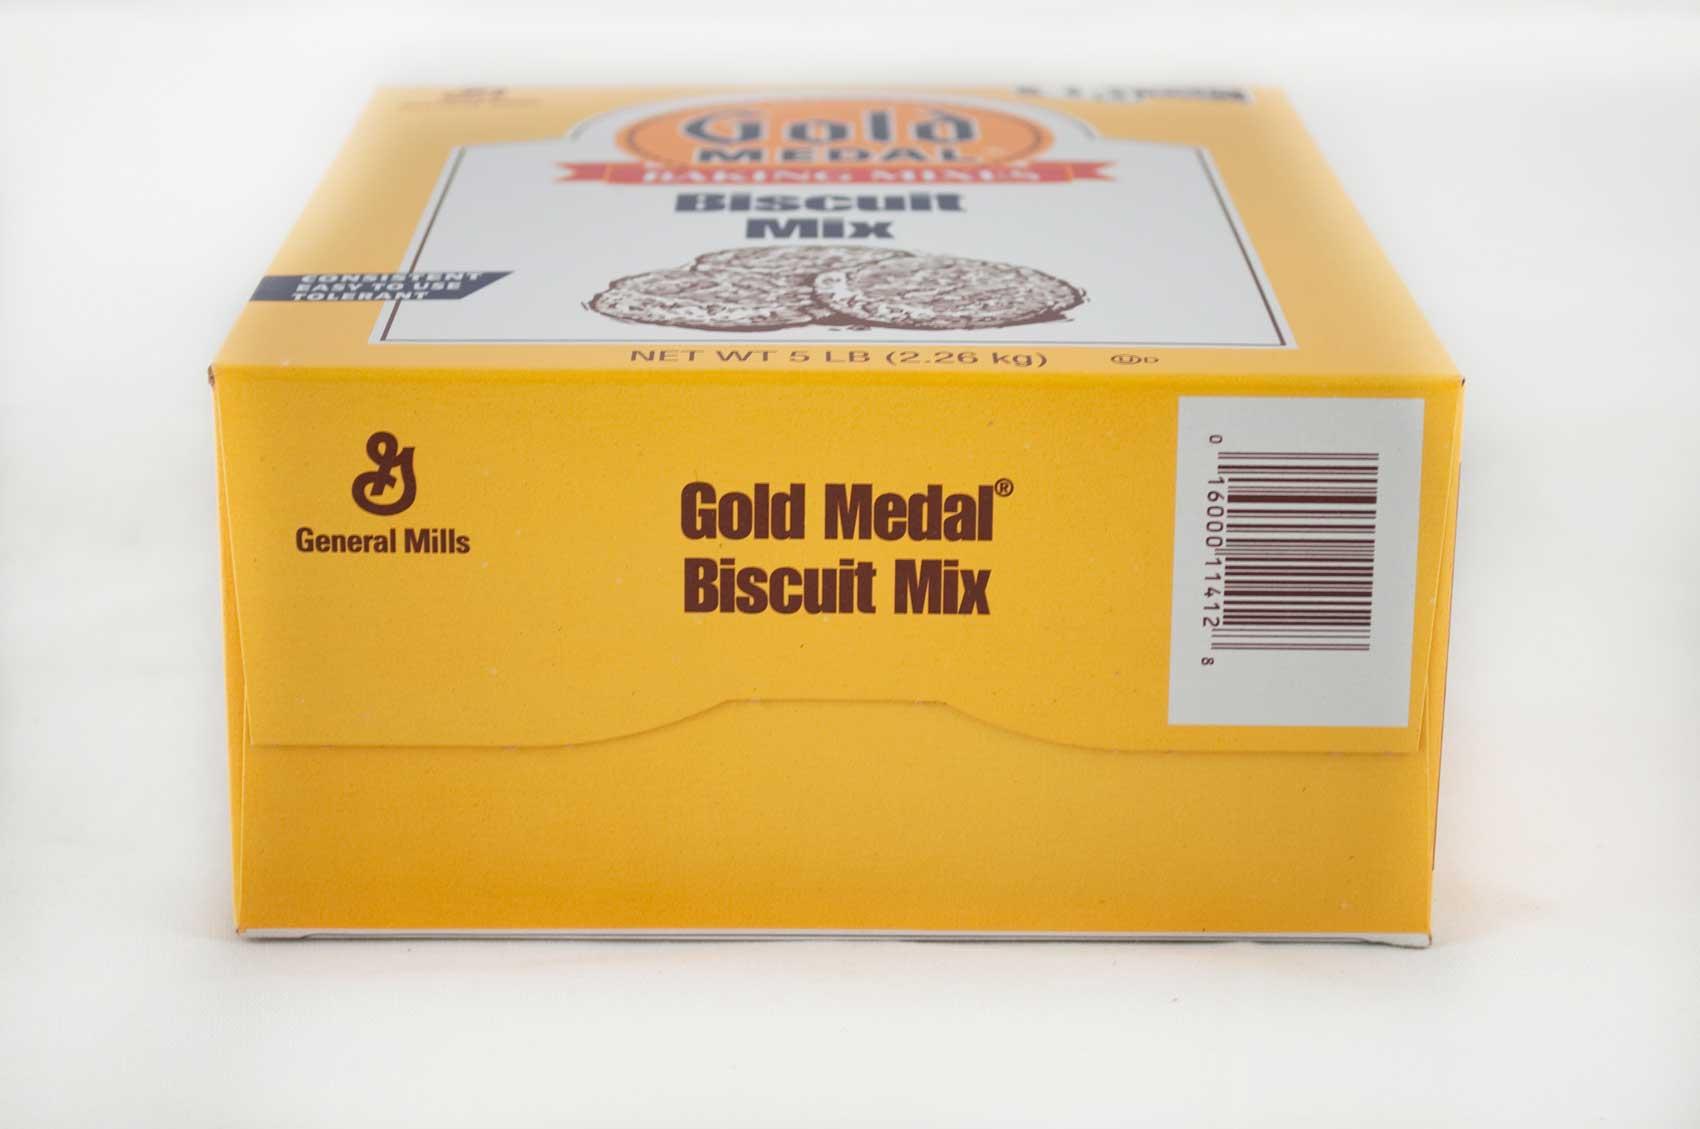 Gold
MEDAL®
BAKING MIXES
Biscuit
Mix
CONSISTENT
EASY TO USE
TOLERANT
NET WT 5 LB (2.26 kg)
U D
General Mills
Gold Medal®
Biscuit Mix
0 16000 11412 8